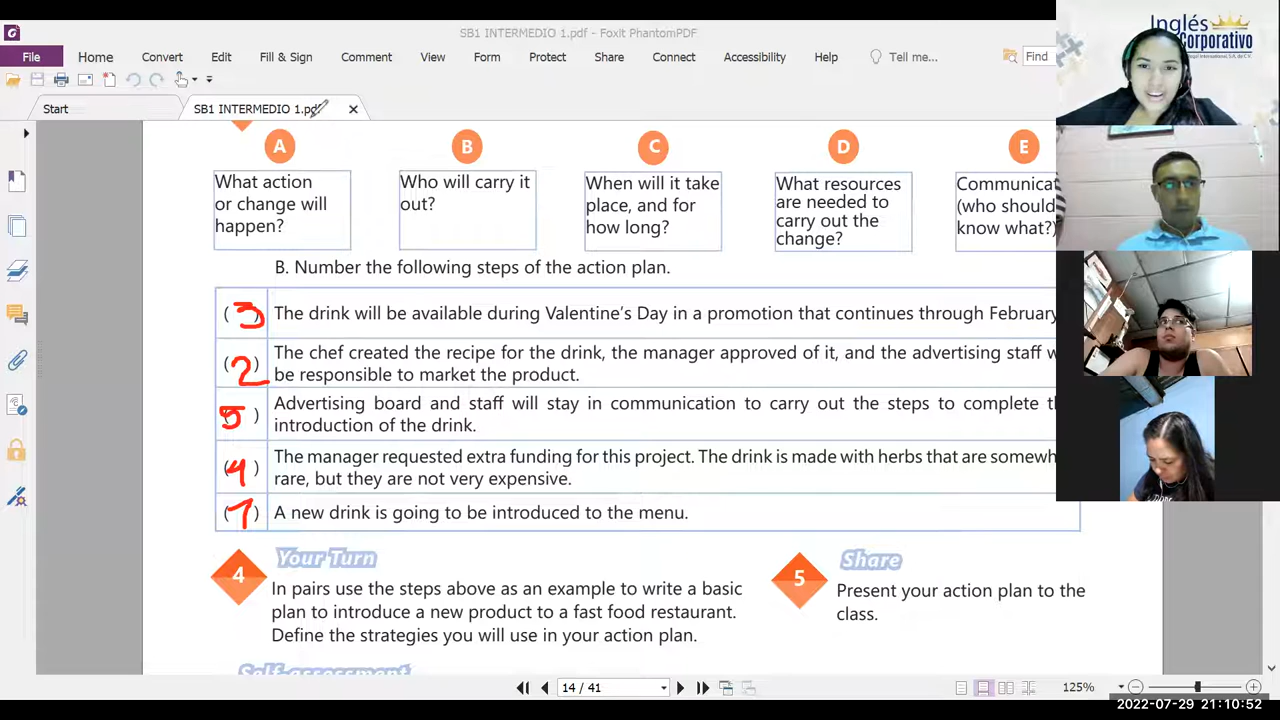 SB1 INTERMEDIO 1.pdf - Foxit PhantomPDF
File Home Convert Edit Fill & Sign Comment View Form Protect Share Connect Accessibility Help Tell me... Find
Start SB1 INTERMEDIO 1.pdf
Inglés
Corporativo
A B C D E
What action
or change will
happen?
Who will carry it
out?
When will it take
place, and for
how long?
What resources
are needed to
carry out the
change?
(who should
know what?)
B. Number the following steps of the action plan.
(3) The drink will be available during Valentine's Day in a promotion that continues through February
(2) The chef created the recipe for the drink, the manager approved of it, and the advertising staff
be responsible to market the product.
(5) Advertising board and staff will stay in communication to carry out the steps to complete
introduction of the drink.
(4) The manager requested extra funding for this project. The drink is made with herbs that are
rare, but they are not very expensive.
(1) A new drink is going to be introduced to the menu.
4 Your Turn
In pairs use the steps above as an example to write a basic
plan to introduce a new product to a fast food restaurant.
Define the strategies you will use in your action plan.
5 Share
Present your action plan to the
class.
Self-assessment
14 / 41
125%
2022-07-29 21:10:52